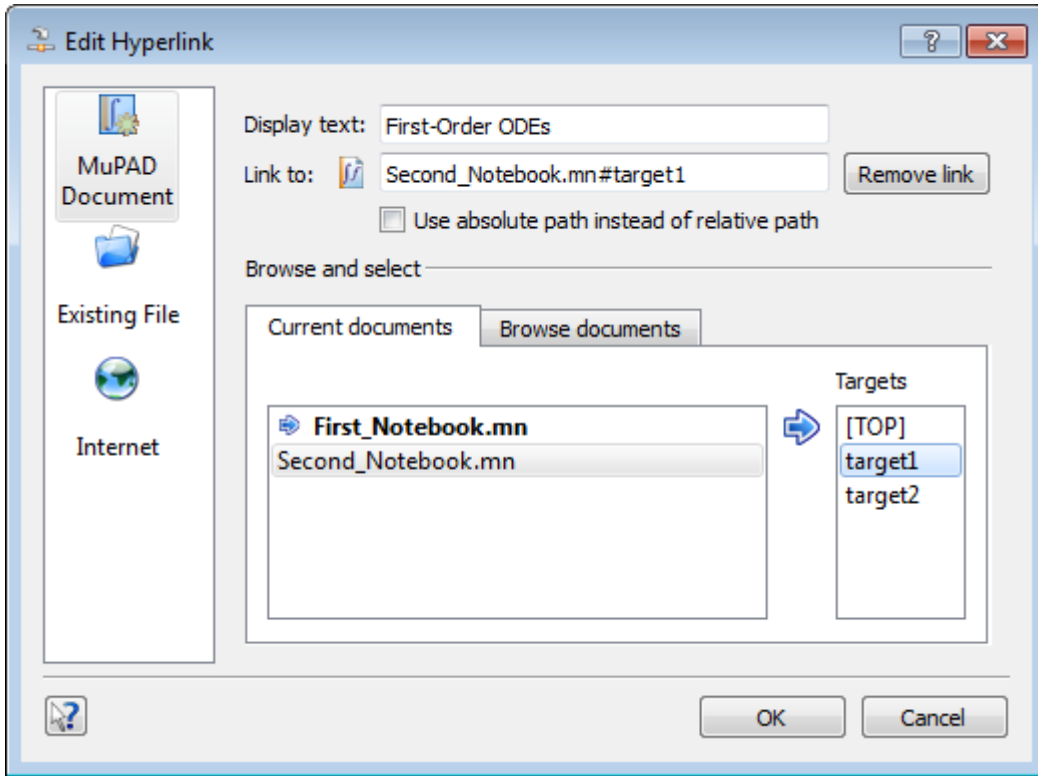 Edit Hyperlink
MuPAD
Document
Existing File
Internet
Display text: First-Order ODEs
Link to: Second_Notebook.mn#target1 Remove link
Use absolute path instead of relative path
Browse and select
Current documents Browse documents
Targets
First_Notebook.mn [TOP]
Second_Notebook.mn target1
target2
OK Cancel